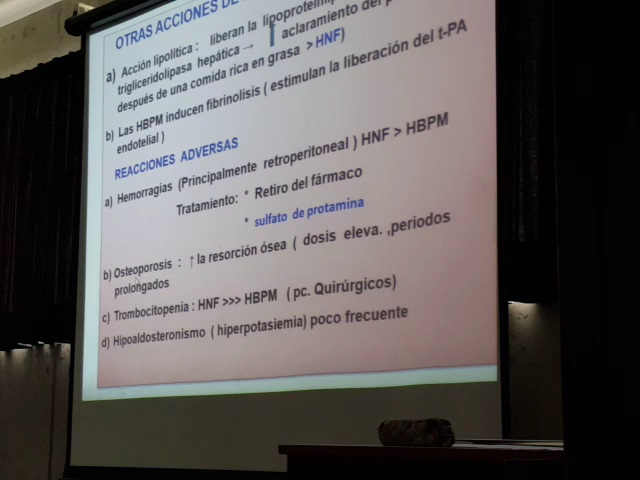 OTRAS ACCIONES DE
a) Acción lipolítica : liberan la
trigliceridolipasa hepática → ↑ aclaramiento del
después de una comida rica en grasa > HNF)
b) Las HBPM inducen fibrinolisis ( estimulan la liberación del t-PA
endotelial )
REACCIONES ADVERSAS
a) Hemorragias (Principalmente retroperitoneal ) HNF > HBPM
Tratamiento: * Retiro del fármaco
* sulfato de protamina
b) Osteoporosis : ↑ la resorción ósea ( dosis eleva. ,periodos
prolongados
c) Trombocitopenia : HNF >>> HBPM ( pc. Quirúrgicos)
d) Hipoaldosteronismo ( hiperpotasiemia) poco frecuente